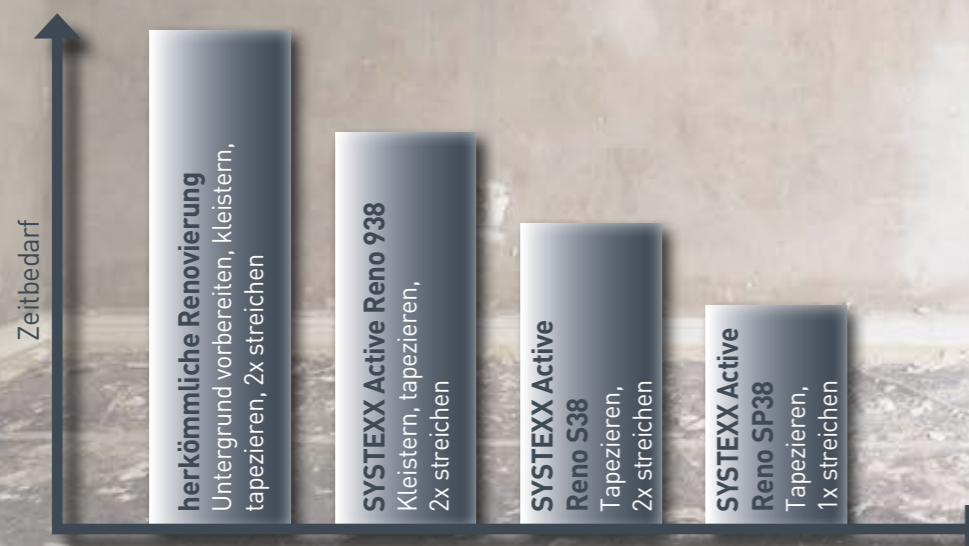 Zeitbedarf
herkömmliche Renovierung
Untergrund vorbereiten, kleistern,
tapezieren, 2x streichen
SYSTEXX Active Reno 938
Kleistern, tapezieren,
2x streichen
SYSTEXX Active
Reno S38
Tapezieren,
2x streichen
SYSTEXX Active
Reno SP38
Tapezieren,
1x streichen